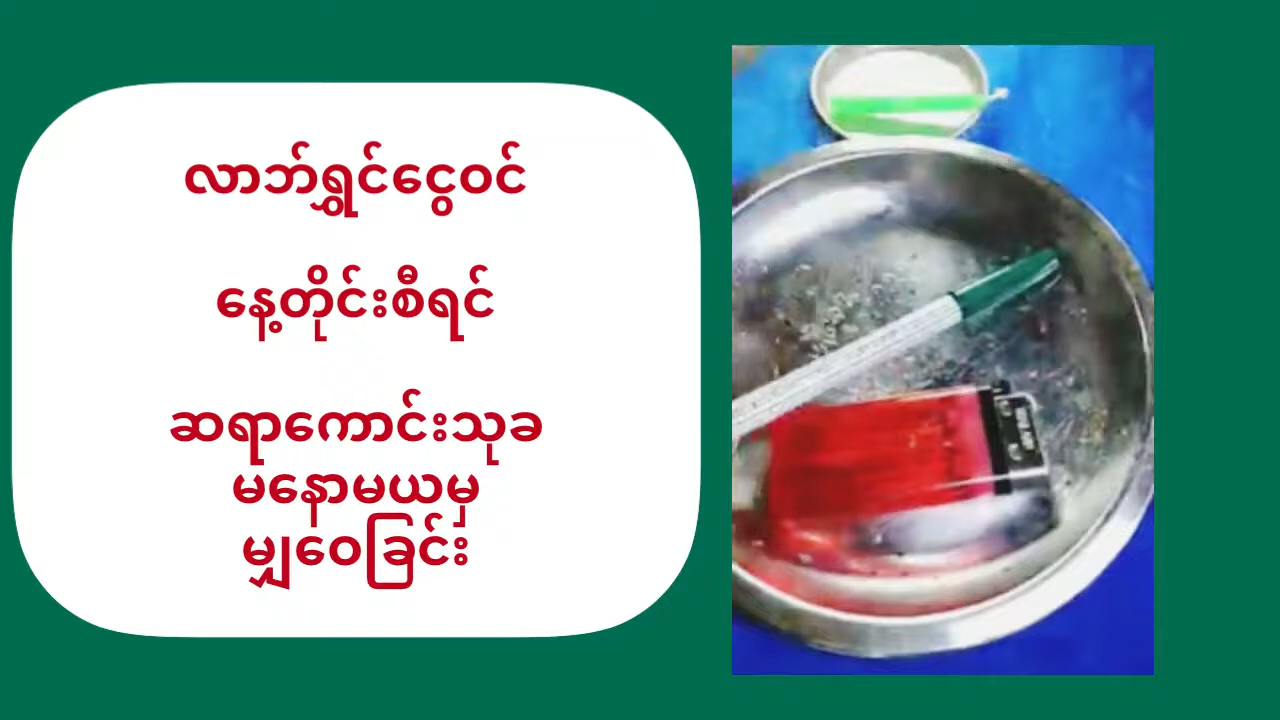 လာဘ်ရွှင်ငွေဝင်
နေ့တိုင်းစီရင်
ဆရာကောင်းသုခ
မနောမယမှ
မျှဝေခြင်း